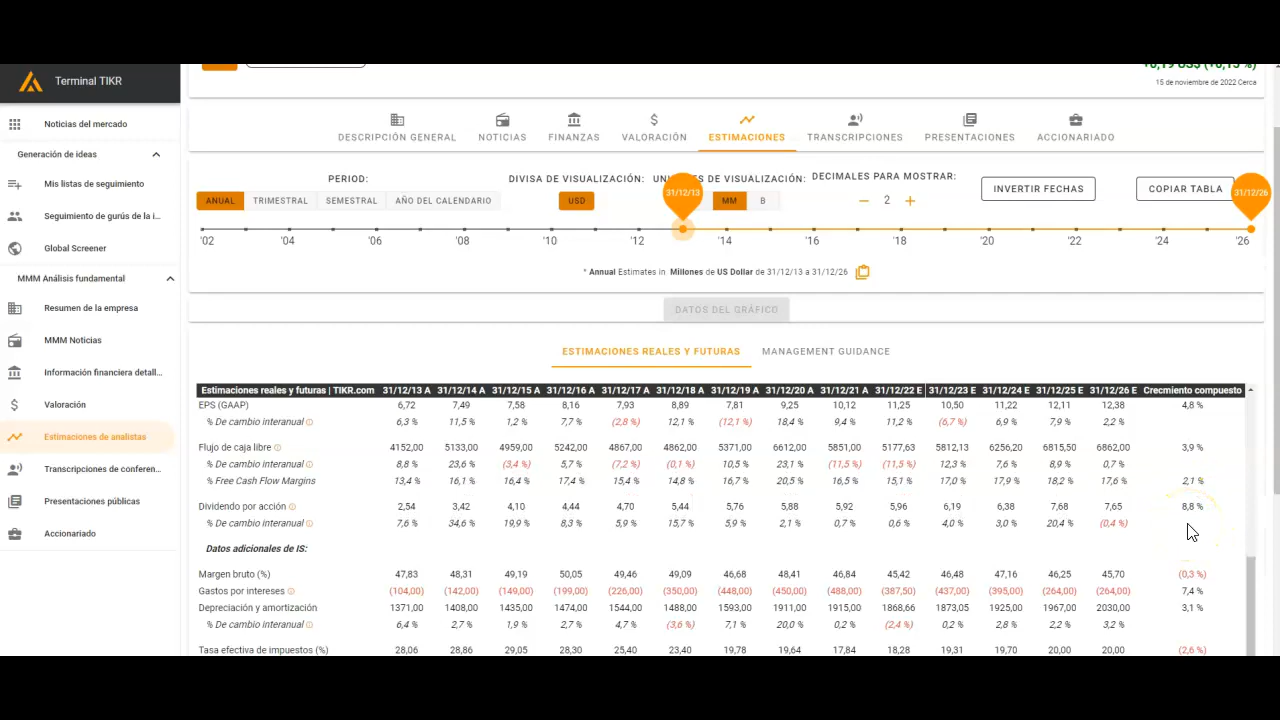 +0,19 US$ (+0,15 %)
Terminal TIKR
15 de noviembre de 2022 Cerca
Noticias del mercado
Generación de ideas
Mis listas de seguimiento
Seguimiento de gurús de la i...
Global Screener
MMM Análisis fundamental
Resumen de la empresa
MMM Noticias
Información financiera detall...
Valoración
Estimaciones de analistas
Transcripciones de conferen...
Presentaciones públicas
Accionariado
DESCRIPCIÓN GENERAL NOTICIAS FINANZAS VALORACIÓN ESTIMACIONES TRANSCRIPCIONES PRESENTACIONES ACCIONARIADO
PERIOD: DIVISA DE VISUALIZACIÓN: DE VISUALIZACIÓN: DECIMALES PARA MOSTRAR:
ANUAL TRIMESTRAL SEMESTRAL AÑO DEL CALENDARIO USD 31/12/13 MM B − 2 + INVERTIR FECHAS COPIAR TABLA 31/12/26
'02 '04 '06 '08 '10 '12 '14 '16 '18 '20 '22 '24 '26
* Annual Estimates in Millones de US Dollar de 31/12/13 a 31/12/26
DATOS DEL GRÁFICO
ESTIMACIONES REALES Y FUTURAS MANAGEMENT GUIDANCE
Estimaciones reales y futuras | TIKR.com 31/12/13 A 31/12/14 A 31/12/15 A 31/12/16 A 31/12/17 A 31/12/18 A 31/12/19 A 31/12/20 A 31/12/21 A 31/12/22 E 31/12/23 E 31/12/24 E 31/12/25 E 31/12/26 E Crecmiento compuesto
EPS (GAAP) 6,72 7,49 7,58 8,16 7,93 8,89 7,81 9,25 10,12 11,25 10,50 11,22 12,11 12,38 4,8 %
% De cambio interanual 6,3 % 11,5 % 1,2 % 7,7 % (2,8 %) 12,1 % (12,1 %) 18,4 % 9,4 % 11,2 % (6,7 %) 6,9 % 7,9 % 2,2 %
Flujo de caja libre 4152,00 5133,00 4959,00 5242,00 4867,00 4862,00 5371,00 6612,00 5851,00 5177,63 5812,13 6256,20 6815,50 6862,00 3,9 %
% De cambio interanual 8,8 % 23,6 % (3,4 %) 5,7 % (7,2 %) (0,1 %) 10,5 % 23,1 % (11,5 %) (11,5 %) 12,3 % 7,6 % 8,9 % 0,7 %
% Free Cash Flow Margins 13,4 % 16,1 % 16,4 % 17,4 % 15,4 % 14,8 % 16,7 % 20,5 % 16,5 % 15,1 % 17,0 % 17,9 % 18,2 % 17,6 % 2,1 %
Dividendo por acción 2,54 3,42 4,10 4,44 4,70 5,44 5,76 5,88 5,92 5,96 6,19 6,38 7,68 7,65 8,8 %
% De cambio interanual 7,6 % 34,6 % 19,9 % 8,3 % 5,9 % 15,7 % 5,9 % 2,1 % 0,7 % 0,6 % 4,0 % 3,0 % 20,4 % (0,4 %)
Datos adicionales de IS:
Margen bruto (%) 47,83 48,31 49,19 50,05 49,46 49,09 46,68 48,41 46,84 45,42 46,48 47,16 46,25 45,70 (0,3 %)
Gastos por intereses (104,00) (142,00) (149,00) (199,00) (226,00) (350,00) (448,00) (450,00) (488,00) (387,50) (437,00) (395,00) (264,00) (264,00) 7,4 %
Depreciación y amortización 1371,00 1408,00 1435,00 1474,00 1544,00 1488,00 1593,00 1911,00 1915,00 1868,66 1873,05 1925,00 1967,00 2030,00 3,1 %
% De cambio interanual 6,4 % 2,7 % 1,9 % 2,7 % 4,7 % (3,6 %) 7,1 % 20,0 % 0,2 % (2,4 %) 0,2 % 2,8 % 2,2 % 3,2 %
Tasa efectiva de impuestos (%) 28,06 28,86 29,05 28,30 25,40 23,40 19,78 19,64 17,84 18,28 19,31 19,70 20,00 20,00 (2,6 %)